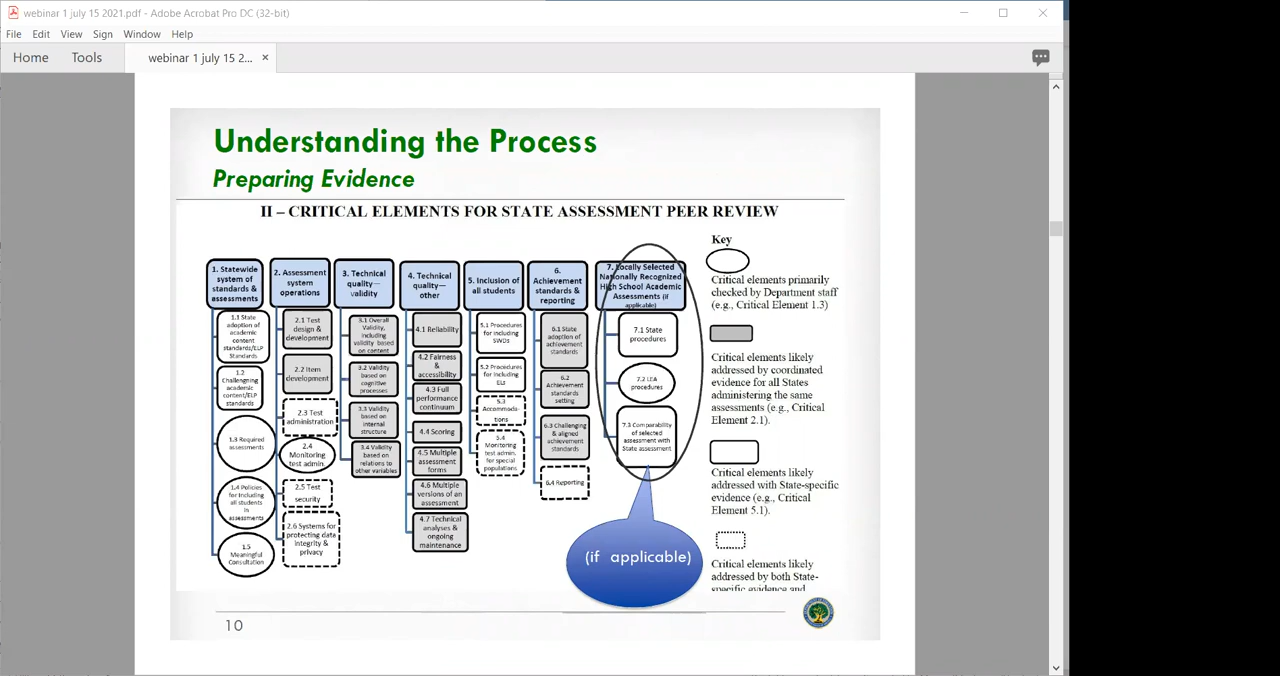 webinar 1 july 15 2021.pdf - Adobe Acrobat Pro DC (32-bit)
File Edit View Sign Window Help
Home Tools webinar 1 july 15 2... ×
Understanding the Process
Preparing Evidence
II – CRITICAL ELEMENTS FOR STATE ASSESSMENT PEER REVIEW
1. Statewide
system of
standards &
assessments
1.1 State
adoption of
academic
content
standards/ELP
Standards
1.2
Challengning
academic
content/ELP
standards
1.3 Required
assessments
1.4 Policies
for including
all students
in
assessments
1.5
Meaningful
Consultation
2. Assessment
system
operations
2.1 Test
design &
development
2.2 Item
development
2.3 Test
administration
2.4
Monitoring
test admin.
2.5 Test
security
2.6 Systems for
protecting data
integrity &
privacy
3. Technical
quality—
validity
3.1 Overall
Validity,
including
validity based
on content
3.2 Validity
based on
cognitive
processes
3.3 Validity
based on
internal
structure
3.4 Validity
based on
relations to
other variables
4. Technical
quality—
other
4.1 Reliability
4.2 Fairness
&
accessibility
4.3 Full
performance
continuum
4.4 Scoring
4.5 Multiple
assessment
forms
4.6 Multiple
versions of an
assessment
4.7 Technical
analyses &
ongoing
maintenance
5. Inclusion of
all students
5.1 Procedures
for including
SWDs
5.2 Procedures
for including
ELs
5.3
Accommoda-
tions
5.4
Monitoring
test admin.
for special
populations
6.
Achievement
standards &
reporting
6.1 State
adoption of
achievement
standards
6.2
Achievement
standards
setting
6.3 Challenging
& aligned
achievement
standards
6.4 Reporting
7. Locally Selected
Nationally Recognized
High School Academic
Assessments (if
applicable)
7.1 State
procedures
7.2 LEA
procedures
7.3 Comparability
of selected
assessment with
State assessment
(if applicable)
Key
Critical elements primarily
checked by Department staff
(e.g., Critical Element 1.3)
Critical elements likely
addressed by coordinated
evidence for all States
administering the same
assessments (e.g., Critical
Element 2.1).
Critical elements likely
addressed with State-specific
evidence (e.g., Critical
Element 5.1).
Critical elements likely
addressed by both State-
specific evidence and
10